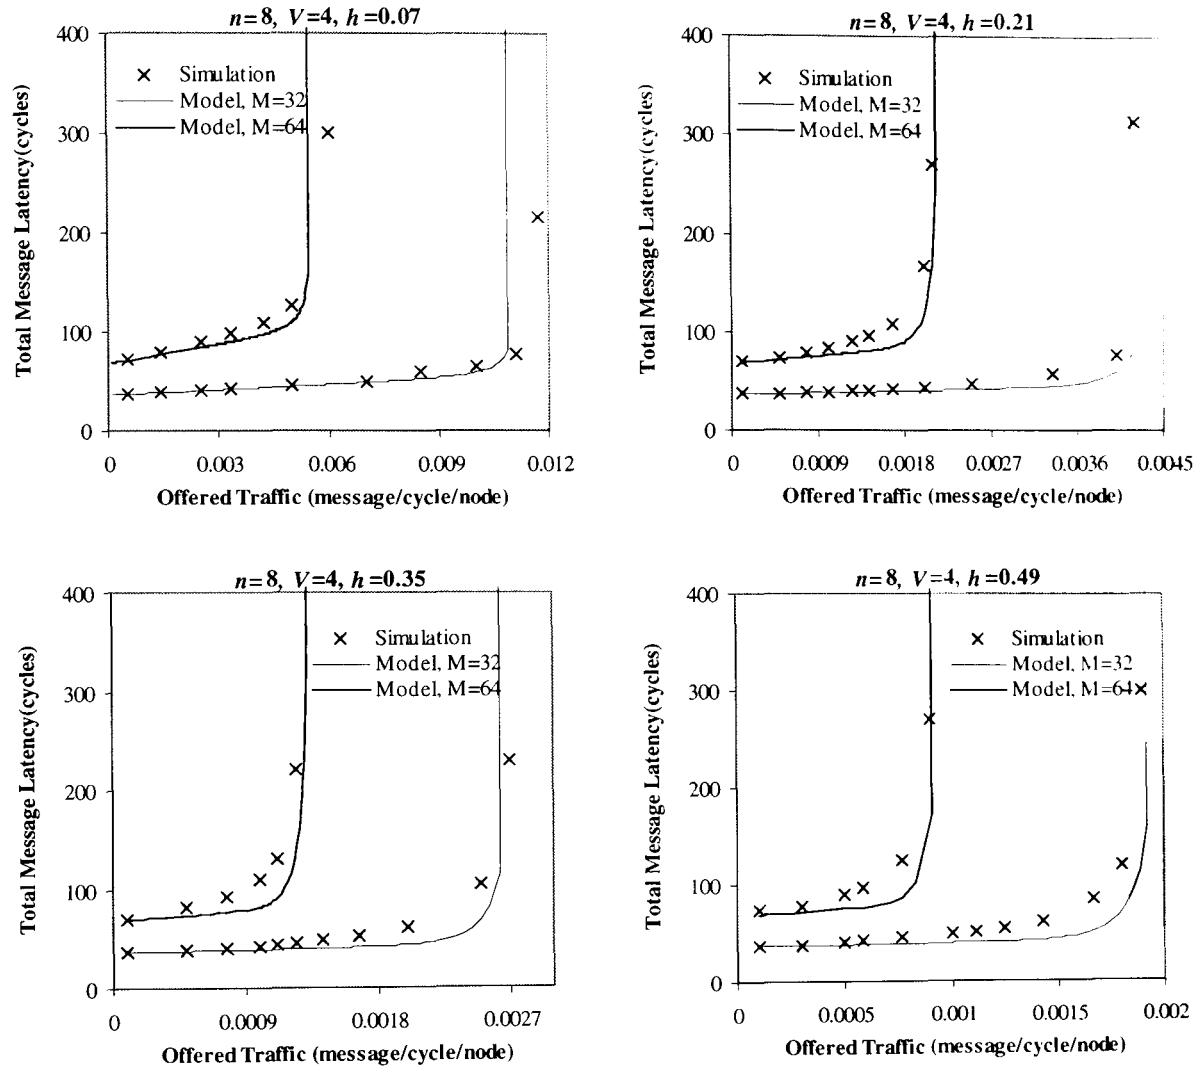 n=8, V=4, h=0.07
400
300
200
100
0
Total Message Latency(cycles)
Simulation
Model, M=32
Model, M=64
0 0.003 0.006 0.009 0.012
Offered Traffic (message/cycle/node)
n=8, V=4, h=0.21
400
300
200
100
0
Total Message Latency(cycles)
Simulation
Model, M=32
Model, M=64
0 0.0009 0.0018 0.0027 0.0036 0.0045
Offered Traffic (message/cycle/node)
n=8, V=4, h=0.35
400
300
200
100
0
Total Message Latency(cycles)
Simulation
Model, M=32
Model, M=64
0 0.0009 0.0018 0.0027
Offered Traffic (message/cycle/node)
n=8, V=4, h=0.49
400
300
200
100
0
Total Message Latency(cycles)
Simulation
Model, M=32
Model, M=64
0 0.0005 0.001 0.0015 0.002
Offered Traffic (message/cycle/node)